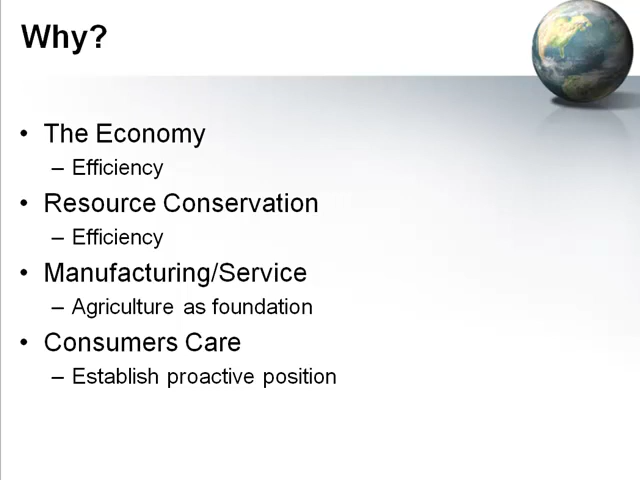 Why?
• The Economy
– Efficiency
• Resource Conservation
– Efficiency
• Manufacturing/Service
– Agriculture as foundation
• Consumers Care
– Establish proactive position